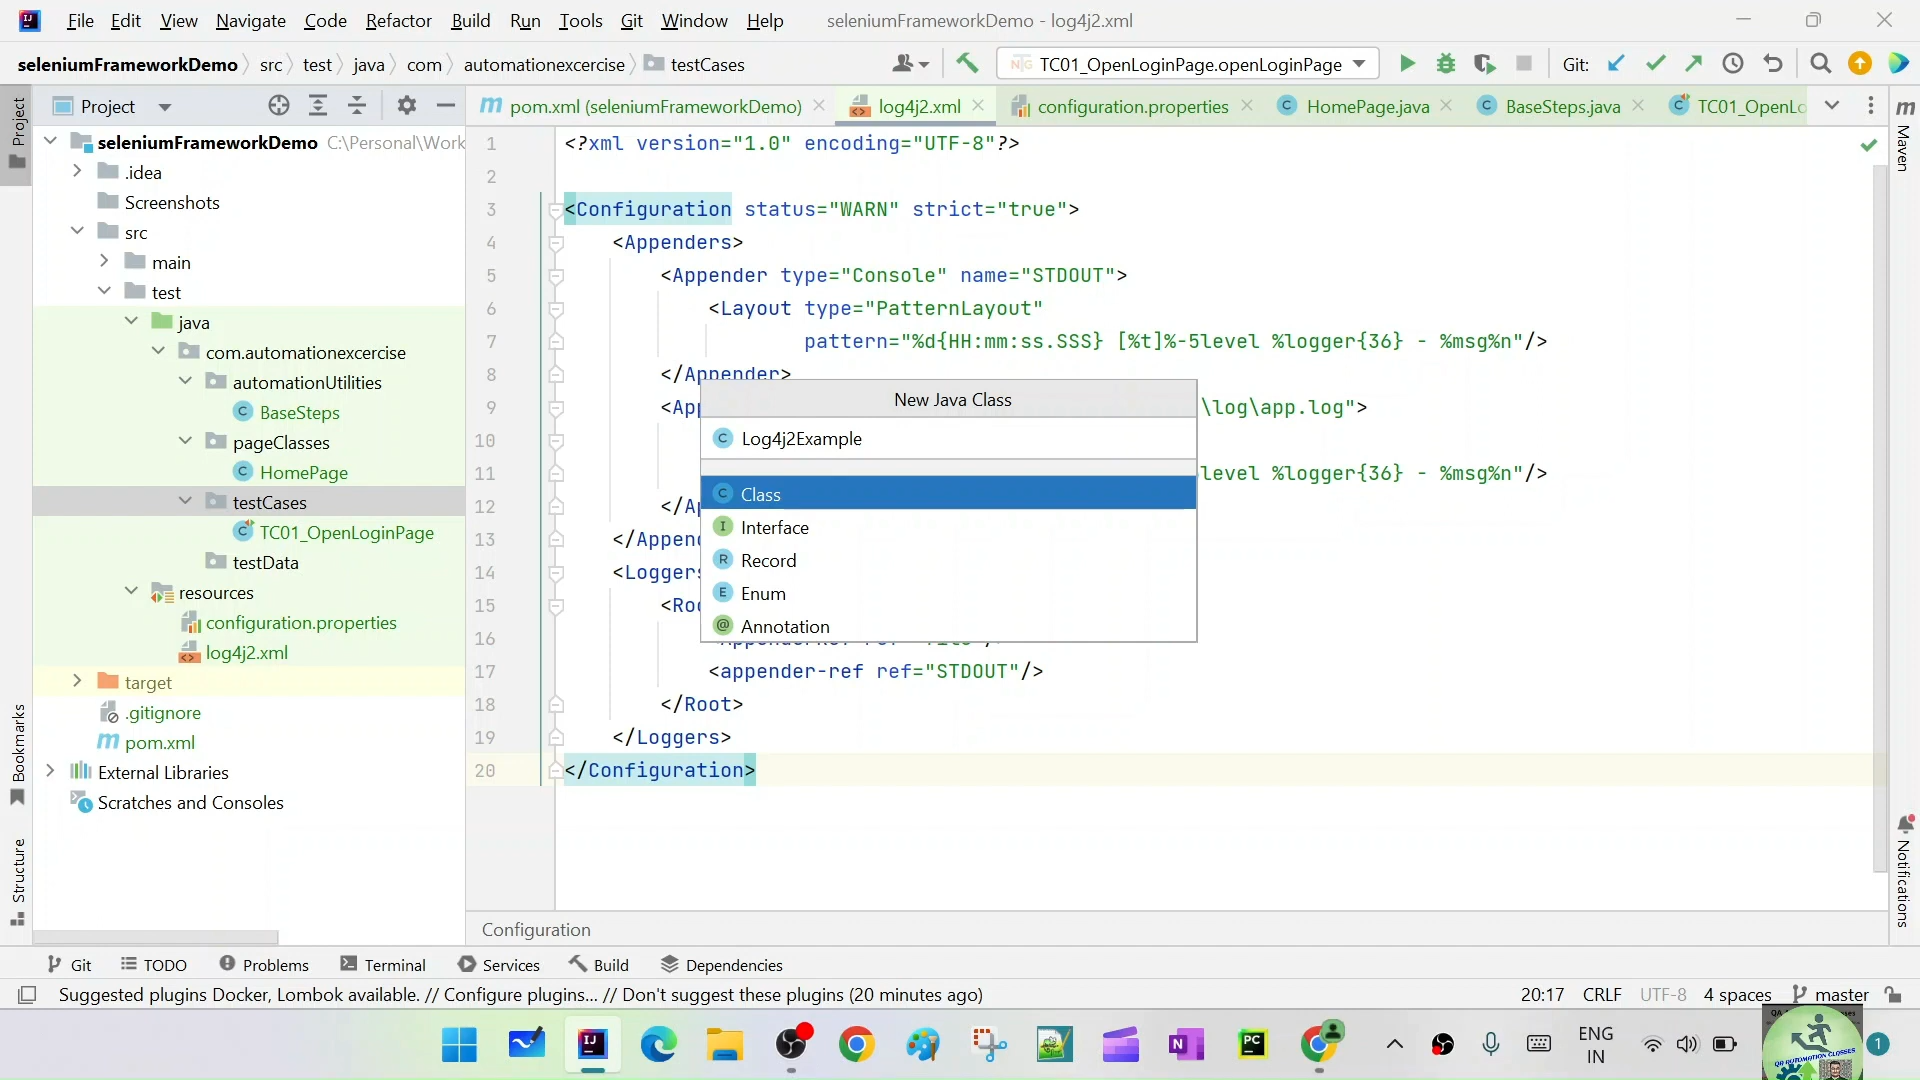 File Edit View Navigate Code Refactor Build Run Tools Git Window Help seleniumFrameworkDemo - log4j2.xml
seleniumFrameworkDemo src test java com automationexcercise testCases TC01_OpenLoginPage.openLoginPage Git:
Project
pom.xml (seleniumFrameworkDemo) log4j2.xml configuration.properties HomePage.java BaseSteps.java TC01_OpenLo
Project
Maven
seleniumFrameworkDemo C:\Personal\Work
.idea
Screenshots
src
main
test
java
com.automationexcercise
automationUtilities
BaseSteps
pageClasses
HomePage
testCases
TC01_OpenLoginPage
testData
resources
configuration.properties
log4j2.xml
target
.gitignore
pom.xml
External Libraries
Scratches and Consoles
1 <?xml version="1.0" encoding="UTF-8"?>
2
3 <Configuration status="WARN" strict="true">
4 <Appenders>
5 <Appender type="Console" name="STDOUT">
6 <Layout type="PatternLayout"
7 pattern="%d{HH:mm:ss.SSS} [%t]%-5level %logger{36} - %msg%n"/>
8 </Appender>
9 <App \log\app.log">
10
11 level %logger{36} - %msg%n"/>
12 </Ap
13 </Append
14 <Loggers
15 <Roo
16
17 <appender-ref ref="STDOUT"/>
18 </Root>
19 </Loggers>
20 </Configuration>
New Java Class
Log4j2Example
Class
Interface
Record
Enum
Annotation
Bookmarks
Structure
Notifications
Configuration
Git TODO Problems Terminal Services Build Dependencies
Suggested plugins Docker, Lombok available. // Configure plugins... // Don't suggest these plugins (20 minutes ago) 20:17 CRLF UTF-8 4 spaces master
ENG
IN
1
QR AUTOMATION CLASSES